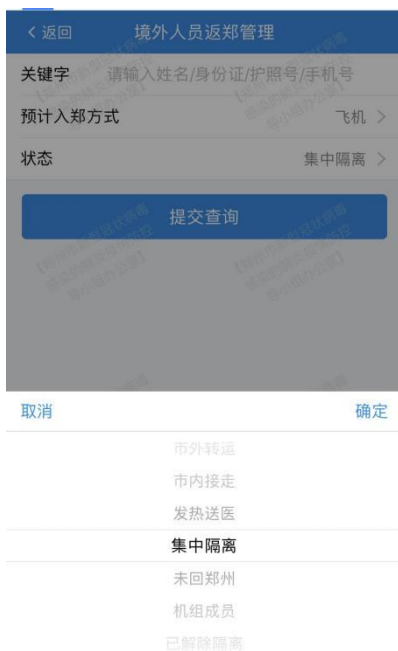 返回 境外人员返郑管理
关键字 请输入姓名/身份证/护照号/手机号
预计入郑方式 飞机
状态 集中隔离
提交查询
取消 确定
市外转运
市内接走
发热送医
集中隔离
未回郑州
机组成员
已解除隔离